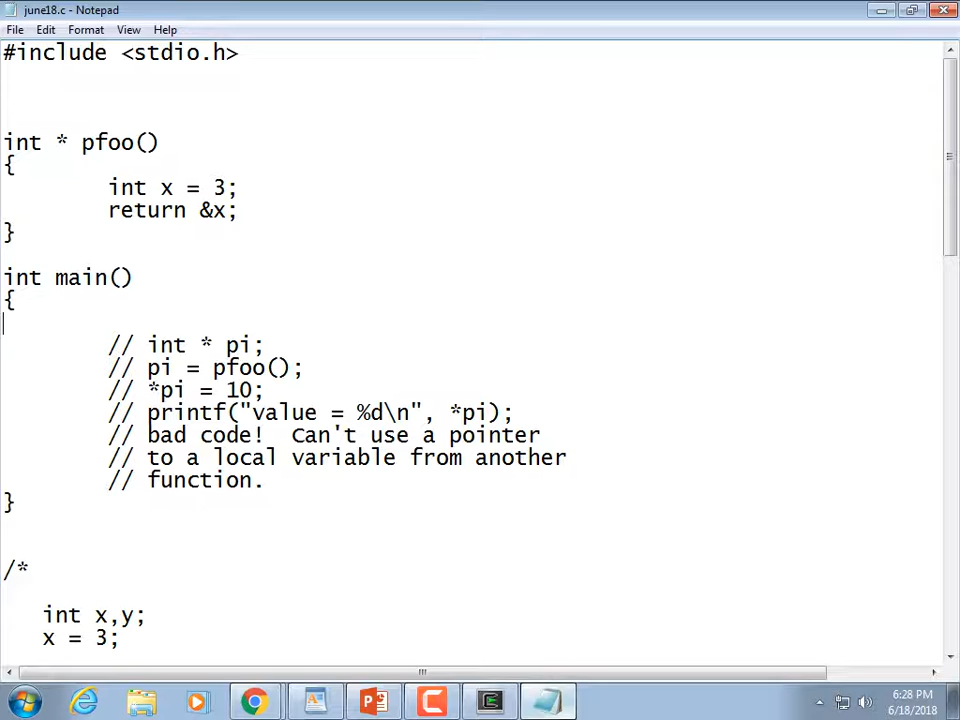 june18.c - Notepad
File Edit Format View Help
#include <stdio.h>
int * pfoo()
{
int x = 3;
return &x;
}
int main()
{
// int * pi;
// pi = pfoo();
// *pi = 10;
// printf("value = %d\n", *pi);
// bad code!  Can't use a pointer
// to a local variable from another
// function.
}
/*
int x,y;
x = 3;
6:28 PM
6/18/2018